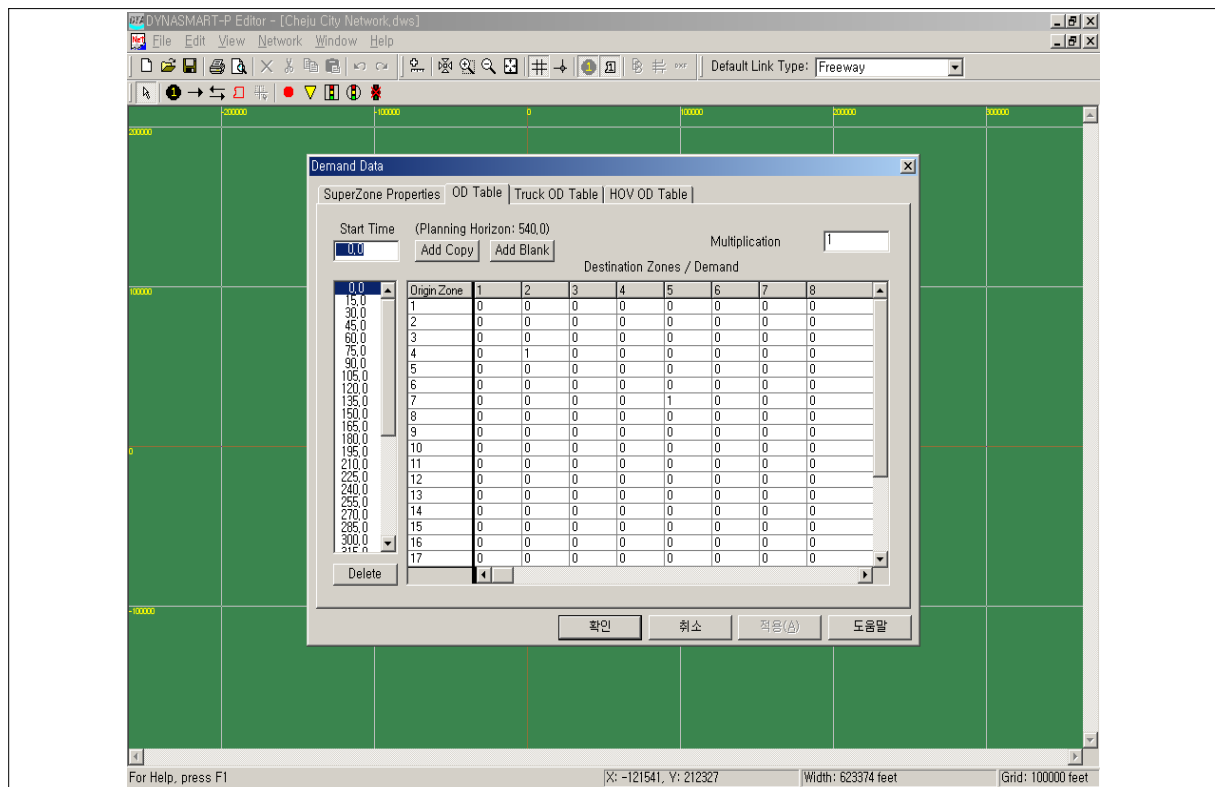 DYNASMART-P Editor - [Cheju City Network.dws]
File Edit View Network Window Help
Default Link Type: Freeway
-200000 -100000 0 100000 200000 300000
200000
100000
0
-100000
Demand Data
SuperZone Properties OD Table Truck OD Table HOV OD Table
Start Time (Planning Horizon: 540,0)
0,0 Add Copy Add Blank Multiplication 1
Destination Zones / Demand
0,0
15,0
30,0
45,0
60,0
75,0
90,0
105,0
120,0
135,0
150,0
165,0
180,0
195,0
210,0
225,0
240,0
255,0
270,0
285,0
300,0
315,0
Delete
Origin Zone 1 2 3 4 5 6 7 8
1 0 0 0 0 0 0 0 0
2 0 0 0 0 0 0 0 0
3 0 0 0 0 0 0 0 0
4 0 1 0 0 0 0 0 0
5 0 0 0 0 0 0 0 0
6 0 0 0 0 0 0 0 0
7 0 0 0 0 1 0 0 0
8 0 0 0 0 0 0 0 0
9 0 0 0 0 0 0 0 0
10 0 0 0 0 0 0 0 0
11 0 0 0 0 0 0 0 0
12 0 0 0 0 0 0 0 0
13 0 0 0 0 0 0 0 0
14 0 0 0 0 0 0 0 0
15 0 0 0 0 0 0 0 0
16 0 0 0 0 0 0 0 0
17 0 0 0 0 0 0 0 0
확인 취소 적용(A) 도움말
For Help, press F1 X: -121541, Y: 212327 Width: 623374 feet Grid: 100000 feet